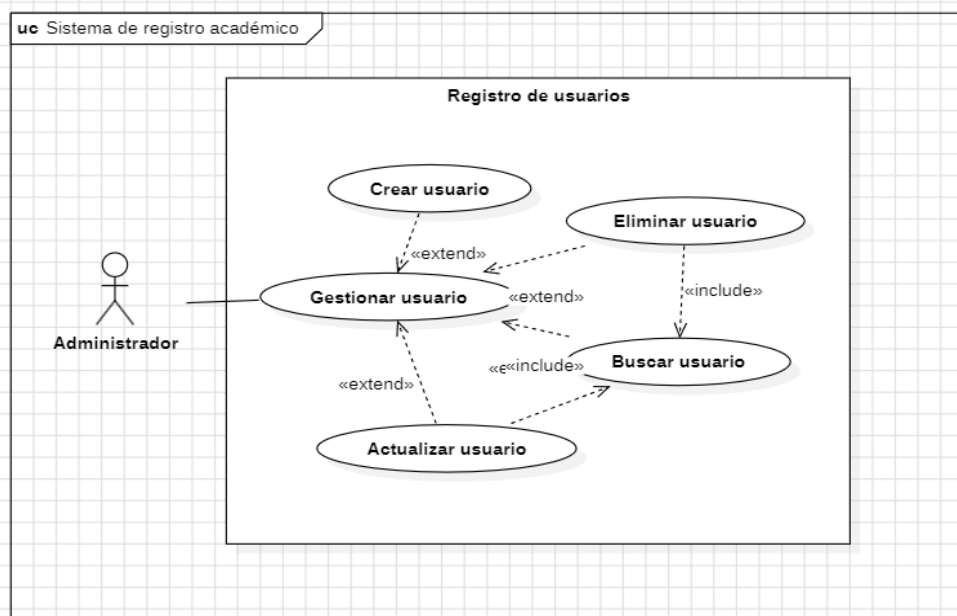 uc Sistema de registro académico
Registro de usuarios
Crear usuario
Eliminar usuario
«extend»
Gestionar usuario
«extend»
«include»
Administrador
Buscar usuario
«include»
«extend»
Actualizar usuario